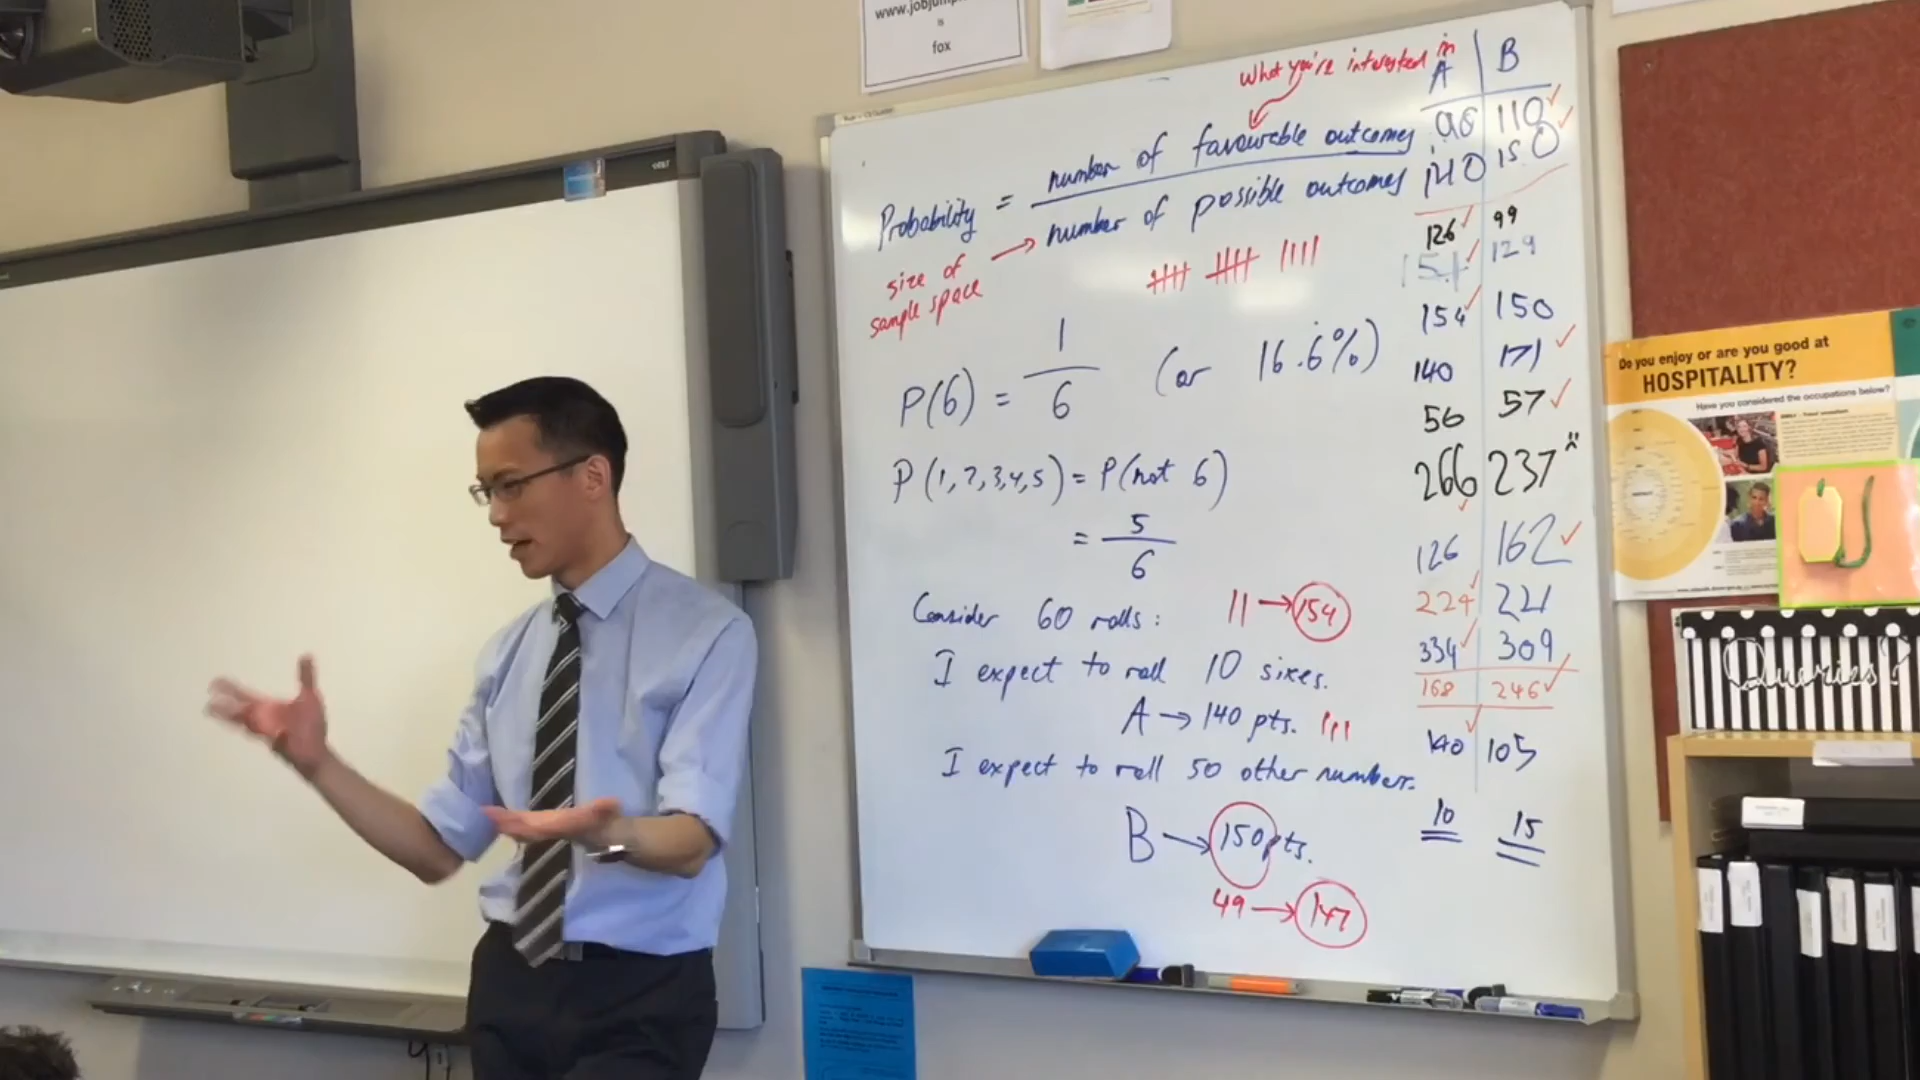 www.jobjump
is
fox
What you're interested in
Probability = number of favourable outcomes
number of possible outcomes
size of
sample space
P(6) = 1
6
(or 16.6̇%)
P(1,2,3,4,5) = P(not 6)
= 5
6
Consider 60 rolls: 11 → 154
I expect to roll 10 sixes.
A → 140 pts.
I expect to roll 50 other numbers.
B → 150 pts.
49 → 147
A B
98 110
140 150
126 99
154 129
154 150
140 171
56 57
266 237
126 162
224 221
334 309
168 246
140 105
10 15
Do you enjoy or are you good at
HOSPITALITY?
Have you considered the occupations below?
Queries?